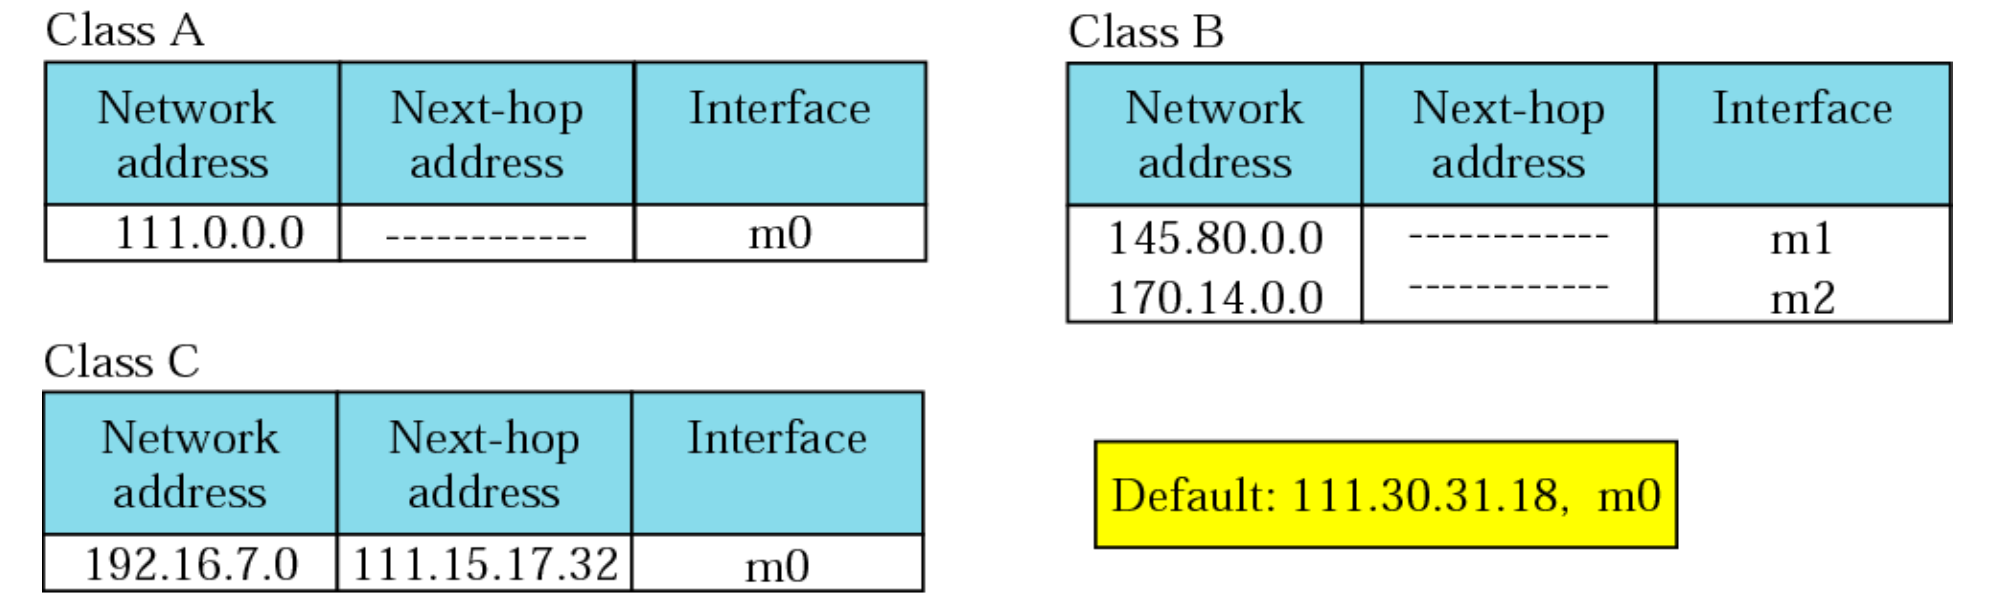 Class A
Network address	Next-hop address	Interface
111.0.0.0	------------	m0
Class B
Network address	Next-hop address	Interface
145.80.0.0	------------	m1
170.14.0.0	------------	m2
Class C
Network address	Next-hop address	Interface
192.16.7.0	111.15.17.32	m0
Default: 111.30.31.18, m0